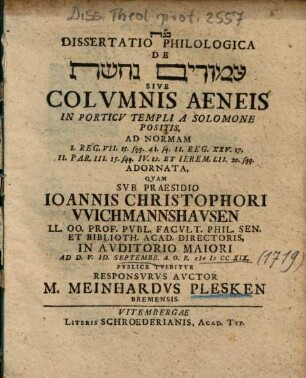 Diss. Theol. prot. 2557
DISSERTATIO PHILOLOGICA
DE
עמודים נחשת
SIVE
COLVMNIS AENEIS
IN PORTICV TEMPLI A SOLOMONE
POSITIS,
AD NORMAM
I. REG. VII. 15. sqq. 41. sq. II. REG. XXV. 17,
II. PAR. III. 15. sqq. IV. 12. ET IEREM. LII. 20. sqq.
ADORNATA,
QVAM
SVB PRAESIDIO
IOANNIS CHRISTOPHORI
VVICHMANNSHAVSEN
LL. OO. PROF. PVBL. FACVLT. PHIL. SEN.
ET BIBLIOTH. ACAD. DIRECTORIS,
IN AVDITORIO MAIORI
AD D. V. ID. SEPTEMBR. A. O. R. cIɔ Iɔ CC XIX.
(1719)
PVBLICE TVEBITVR
RESPONSVRVS AVCTOR
M. MEINHARDVS PLESKEN
BREMENSIS.
VITEMBERGAE
LITERIS SCHROEDERIANIS, ACAD. TYP.